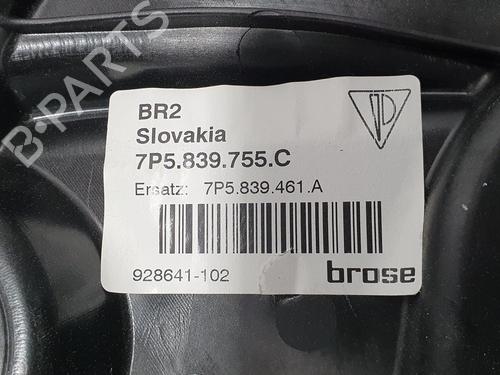 BR2
Slovakia
7P5.839.755.C
Ersatz: 7P5.839.461.A
928641-102
brose
B-PARTS